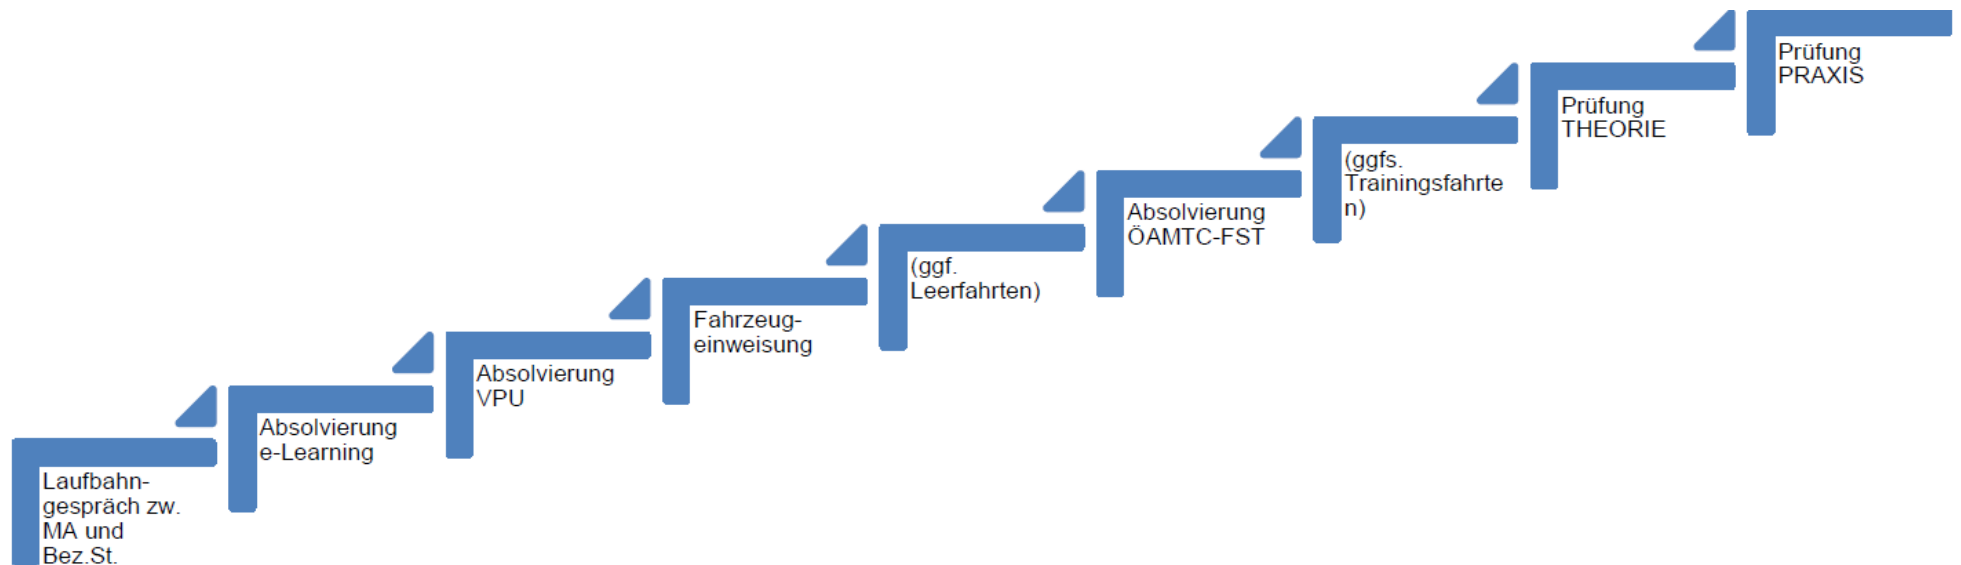 Laufbahn-
gespräch zw.
MA und
Bez.St.
Absolvierung
e-Learning
Absolvierung
VPU
Fahrzeug-
einweisung
(ggf.
Leerfahrten)
Absolvierung
ÖAMTC-FST
(ggfs.
Trainingsfahrte
n)
Prüfung
THEORIE
Prüfung
PRAXIS